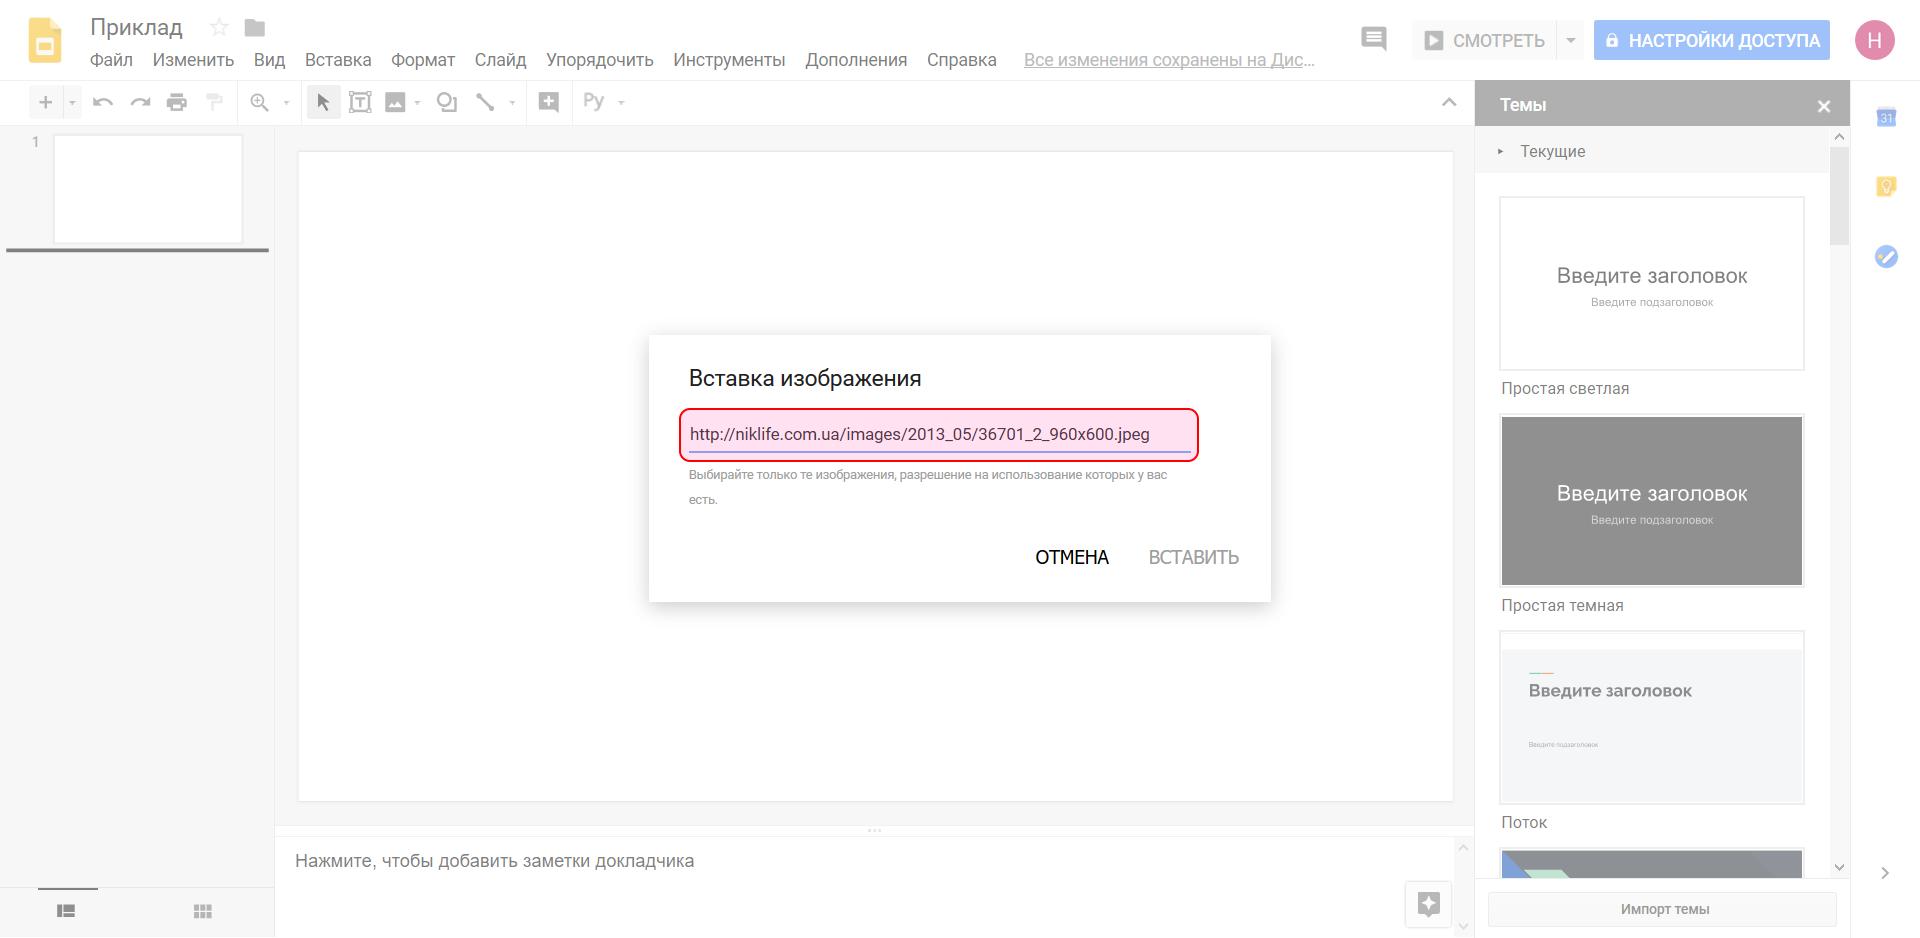 Приклад
Файл Изменить Вид Вставка Формат Слайд Упорядочить Инструменты Дополнения Справка Все изменения сохранены на Дис...
СМОТРЕТЬ
НАСТРОЙКИ ДОСТУПА
H
Py
1
Вставка изображения
http://niklife.com.ua/images/2013_05/36701_2_960x600.jpeg
Выбирайте только те изображения, разрешение на использование которых у вас
есть.
ОТМЕНА ВСТАВИТЬ
Нажмите, чтобы добавить заметки докладчика
Темы
Текущие
Введите заголовок
Введите подзаголовок
Простая светлая
Введите заголовок
Введите подзаголовок
Простая темная
Введите заголовок
Введите подзаголовок
Поток
Импорт темы
31